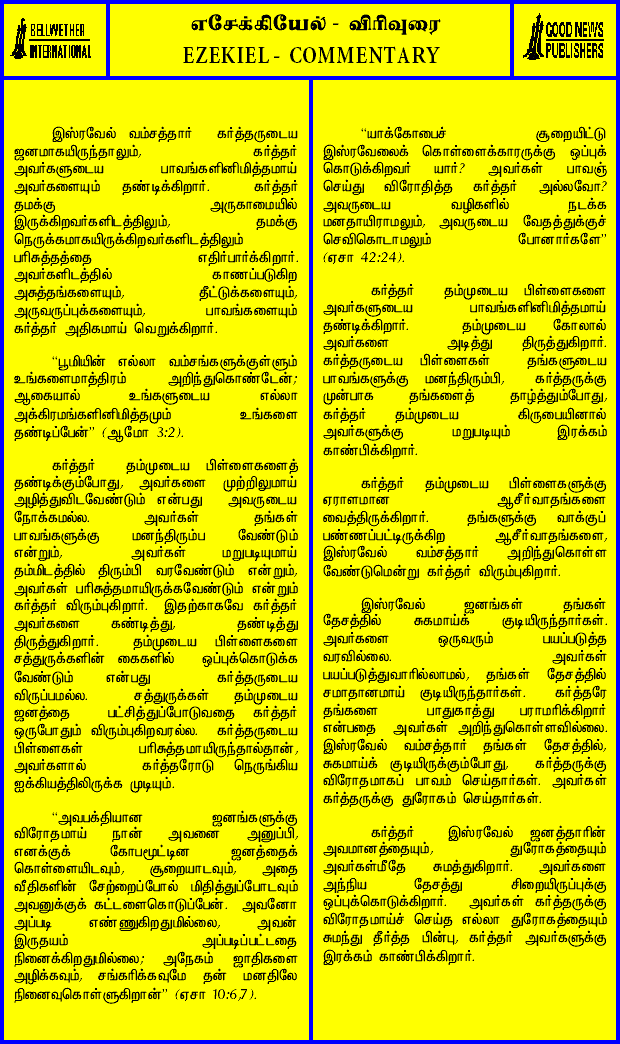 BELLWETHER
INTERNATIONAL
எசேக்கியேல் - விரிவுரை
EZEKIEL - COMMENTARY
GOOD NEWS
PUBLISHERS
இஸ்ரவேல் வம்சத்தார் கர்த்தருடைய
ஜனமாகயிருந்தாலும், கர்த்தர்
அவர்களுடைய பாவங்களினிமித்தமாய்
அவர்களையும் தண்டிக்கிறார். கர்த்தர்
தமக்கு அருகாமையில்
இருக்கிறவர்களிடத்திலும், தமக்கு
நெருக்கமாகயிருக்கிறவர்களிடத்திலும்
பரிசுத்தத்தை எதிர்பார்க்கிறார்.
அவர்களிடத்தில் காணப்படுகிற
அசுத்தங்களையும், தீட்டுக்களையும்,
அருவருப்புக்களையும், பாவங்களையும்
கர்த்தர் அதிகமாய் வெறுக்கிறார்.
“பூமியின் எல்லா வம்சங்களுக்குள்ளும்
உங்களைமாத்திரம் அறிந்துகொண்டேன்;
ஆகையால் உங்களுடைய எல்லா
அக்கிரமங்களினிமித்தமும் உங்களை
தண்டிப்பேன்” (ஆமோ 3:2).
கர்த்தர் தம்முடைய பிள்ளைகளைத்
தண்டிக்கும்போது, அவர்களை முற்றிலுமாய்
அழித்துவிடவேண்டும் என்பது அவருடைய
நோக்கமல்ல. அவர்கள் தங்கள்
பாவங்களுக்கு மனந்திரும்ப வேண்டும்
என்றும், அவர்கள் மறுபடியுமாய்
தம்மிடத்தில் திரும்பி வரவேண்டும் என்றும்,
அவர்கள் பரிசுத்தமாயிருக்கவேண்டும் என்றும்
கர்த்தர் விரும்புகிறார். இதற்காகவே கர்த்தர்
அவர்களை கண்டித்து, தண்டித்து
திருத்துகிறார். தம்முடைய பிள்ளைகளை
சத்துருக்களின் கைகளில் ஒப்புக்கொடுக்க
வேண்டும் என்பது கர்த்தருடைய
விருப்பமல்ல. சத்துருக்கள் தம்முடைய
ஜனத்தை பட்சித்துப்போடுவதை கர்த்தர்
ஒருபோதும் விரும்புகிறவரல்ல. கர்த்தருடைய
பிள்ளைகள் பரிசுத்தமாயிருந்தால்தான்,
அவர்களால் கர்த்தரோடு நெருங்கிய
ஐக்கியத்திலிருக்க முடியும்.
“அவபக்தியான ஜனங்களுக்கு
விரோதமாய் நான் அவனை அனுப்பி,
எனக்குக் கோபமூட்டின ஜனத்தைக்
கொள்ளையிடவும், சூறையாடவும், அதை
வீதிகளின் சேற்றைப்போல் மிதித்துப்போடவும்
அவனுக்குக் கட்டளைகொடுப்பேன். அவனோ
அப்படி எண்ணுகிறதுமில்லை, அவன்
இருதயம் அப்படிப்பட்டதை
நினைக்கிறதுமில்லை; அநேகம் ஜாதிகளை
அழிக்கவும், சங்கரிக்கவுமே தன் மனதிலே
நினைவுகொள்ளுகிறான்” (ஏசா 10:6,7).
“யாக்கோபைச் சூறையிட்டு
இஸ்ரவேலைக் கொள்ளைக்காரருக்கு ஒப்புக்
கொடுக்கிறவர் யார்? அவர்கள் பாவஞ்
செய்து விரோதித்த கர்த்தர் அல்லவோ?
அவருடைய வழிகளில் நடக்க
மனதாயிராமலும், அவருடைய வேதத்துக்குச்
செவிகொடாமலும் போனார்களே”
(ஏசா 42:24).
கர்த்தர் தம்முடைய பிள்ளைகளை
அவர்களுடைய பாவங்களினிமித்தமாய்
தண்டிக்கிறார். தம்முடைய கோலால்
அவர்களை அடித்து திருத்துகிறார்.
கர்த்தருடைய பிள்ளைகள் தங்களுடைய
பாவங்களுக்கு மனந்திரும்பி, கர்த்தருக்கு
முன்பாக தங்களைத் தாழ்த்தும்போது,
கர்த்தர் தம்முடைய கிருபையினால்
அவர்களுக்கு மறுபடியும் இரக்கம்
காண்பிக்கிறார்.
கர்த்தர் தம்முடைய பிள்ளைகளுக்கு
ஏராளமான ஆசீர்வாதங்களை
வைத்திருக்கிறார். தங்களுக்கு வாக்குப்
பண்ணப்பட்டிருக்கிற ஆசீர்வாதங்களை,
இஸ்ரவேல் வம்சத்தார் அறிந்துகொள்ள
வேண்டுமென்று கர்த்தர் விரும்புகிறார்.
இஸ்ரவேல் ஜனங்கள் தங்கள்
தேசத்தில் சுகமாய்க் குடியிருந்தார்கள்.
அவர்களை ஒருவரும் பயப்படுத்த
வரவில்லை. அவர்கள்
பயப்படுத்துவாரில்லாமல், தங்கள் தேசத்தில்
சமாதானமாய் குடியிருந்தார்கள். கர்த்தரே
தங்களை பாதுகாத்து பராமரிக்கிறார்
என்பதை அவர்கள் அறிந்துகொள்ளவில்லை.
இஸ்ரவேல் வம்சத்தார் தங்கள் தேசத்தில்,
சுகமாய்க் குடியிருக்கும்போது, கர்த்தருக்கு
விரோதமாகப் பாவம் செய்தார்கள். அவர்கள்
கர்த்தருக்கு துரோகம் செய்தார்கள்.
கர்த்தர் இஸ்ரவேல் ஜனத்தாரின்
அவமானத்தையும், துரோகத்தையும்
அவர்கள்மீதே சுமத்துகிறார். அவர்களை
அந்நிய தேசத்து சிறையிருப்புக்கு
ஒப்புக்கொடுக்கிறார். அவர்கள் கர்த்தருக்கு
விரோதமாய்ச் செய்த எல்லா துரோகத்தையும்
சுமந்து தீர்த்த பின்பு, கர்த்தர் அவர்களுக்கு
இரக்கம் காண்பிக்கிறார்.